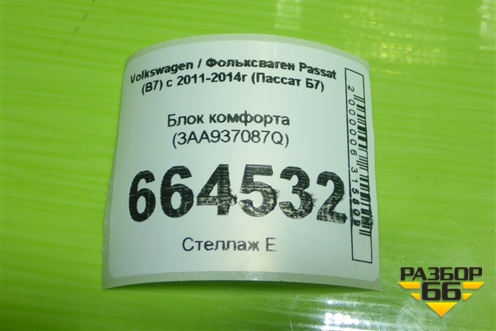 Volkswagen / Фольксваген Passat
(B7) с 2011-2014г (Пассат Б7)
Блок комфорта
(3AA937087Q)
664532
Стеллаж Е
РАЗБОР
66